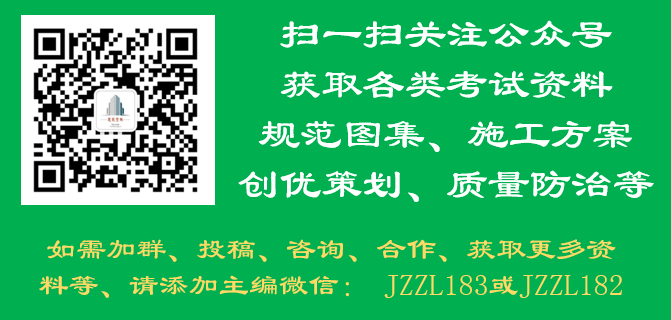 扫一扫关注公众号
获取各类考试资料
规范图集、施工方案
创优策划、质量防治等
如需加群、投稿、咨询、合作、获取更多资
料等、请添加主编微信： JZZL183或JZZL182